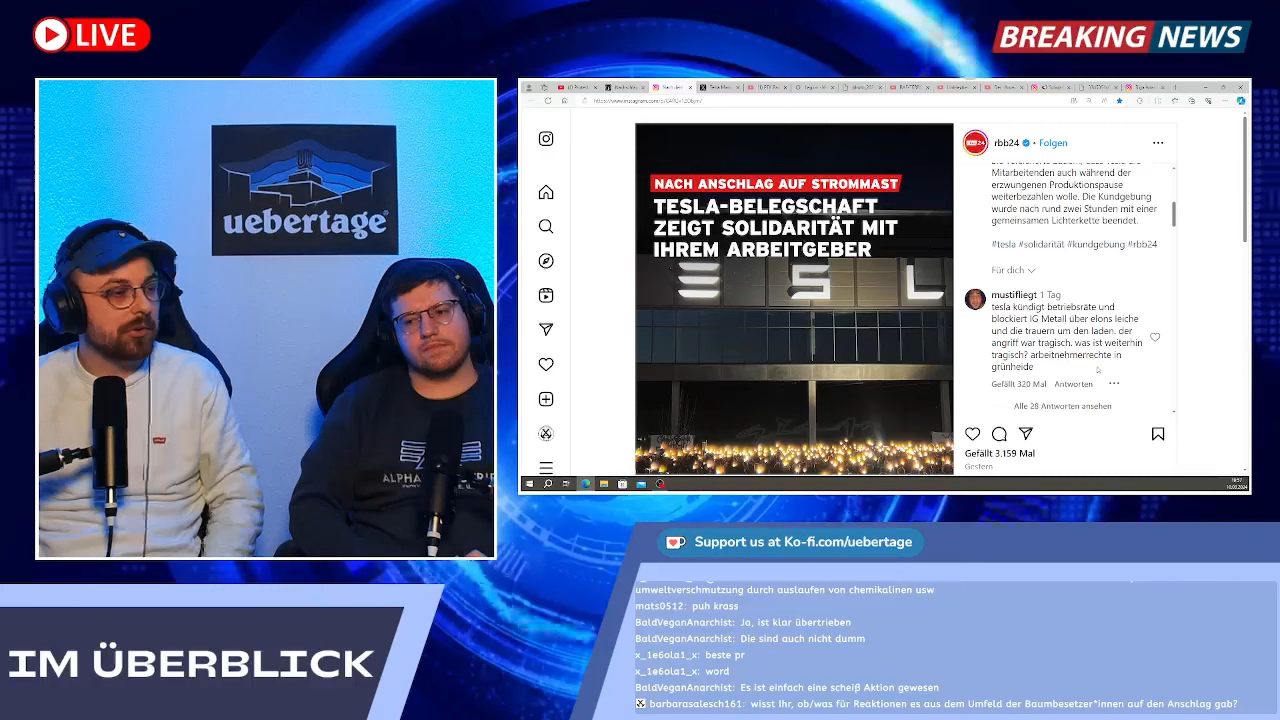 LIVE
BREAKING NEWS
uebertage
NACH ANSCHLAG AUF STROMMAST
TESLA-BELEGSCHAFT
ZEIGT SOLIDARITÄT MIT
IHREM ARBEITGEBER
ESL
rbb24 • Folgen
Mitarbeitenden auch während der
erzwungenen Produktionspause
weiterbezahlen wolle. Die Kundgebung
wurde nach rund zwei Stunden mit einer
gemeinsamen Lichterkette beendet.
#tesla #solidarität #kundgebung #rbb24
Für dich
mustifliegt 1 Tag
tesla kündigt betriebsräte und
blockiert IG Metall über elons leiche
und die trauern um den laden. der
angriff war tragisch. was ist weiterhin
tragisch? arbeitnehmerrechte in
grünheide
Gefällt 320 Mal Antworten
Alle 28 Antworten ansehen
Gefällt 3.159 Mal
Gestern
Support us at Ko-fi.com/uebertage
umweltverschmutzung durch auslaufen von chemikalinen usw
mats0512: puh krass
BaldVeganAnarchist: Ja, ist klar übertrieben
BaldVeganAnarchist: Die sind auch nicht dumm
x_1e6ola1_x: beste pr
x_1e6ola1_x: word
BaldVeganAnarchist: Es ist einfach eine scheiß Aktion gewesen
barbarasalesch161: wisst ihr, ob/was für Reaktionen es aus dem Umfeld der Baumbesetzer*innen auf den Anschlag gab?
IM ÜBERBLICK